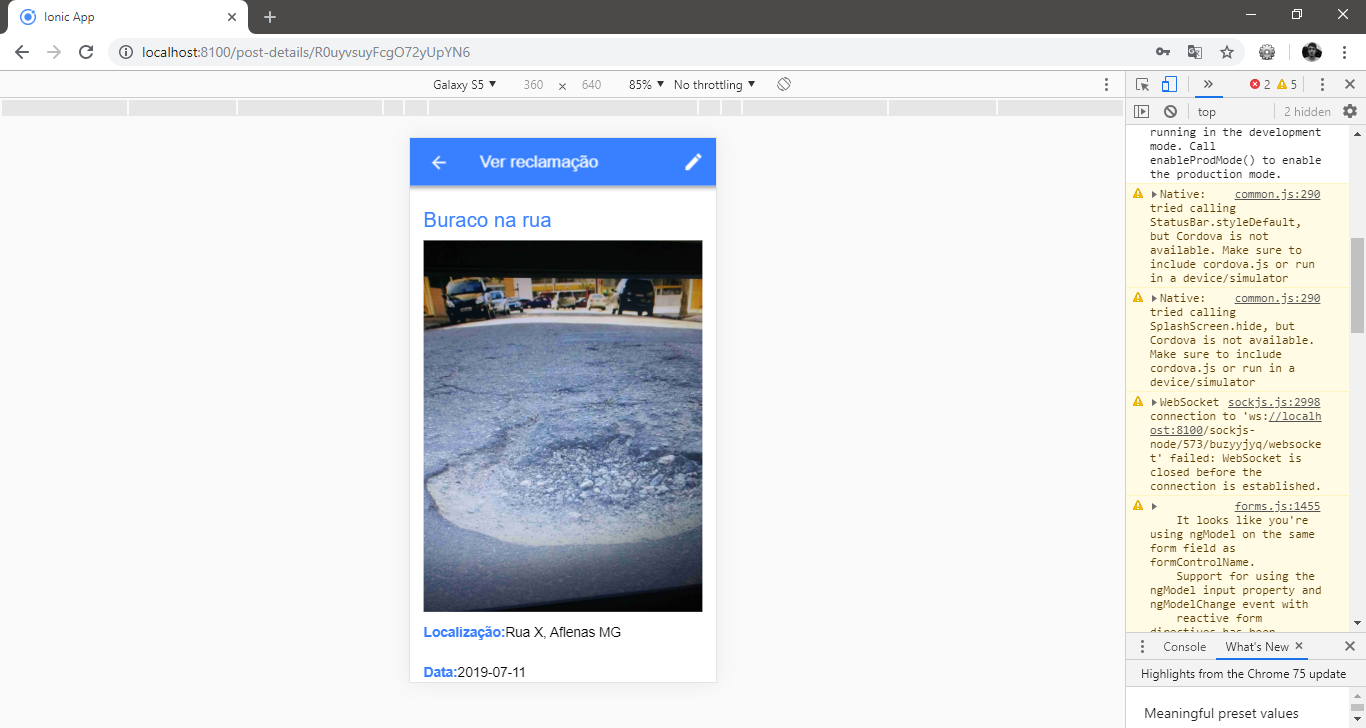 Ionic App
localhost:8100/post-details/R0uyvsuyFcgO72yUpYN6
Galaxy S5 ▼ 360 × 640 85% ▼ No throttling ▼
2 5
top 2 hidden
Ver reclamação
Buraco na rua
Localização:Rua X, Aflenas MG
Data:2019-07-11
running in the development
mode. Call
enableProdMode() to enable
the production mode.
Native: common.js:290
tried calling
StatusBar.styleDefault,
but Cordova is not
available. Make sure to
include cordova.js or run
in a device/simulator
Native: common.js:290
tried calling
SplashScreen.hide, but
Cordova is not available.
Make sure to include
cordova.js or run in a
device/simulator
WebSocket sockjs.js:2998
connection to 'ws://localh
ost:8100/sockjs-
node/573/buzyyjyq/websocke
t' failed: WebSocket is
closed before the
connection is established.
forms.js:1455
It looks like you're
using ngModel on the same
form field as
formControlName.
Support for using the
ngModel input property and
ngModelChange event with
reactive form
directives has been
Console What's New
Highlights from the Chrome 75 update
Meaningful preset values